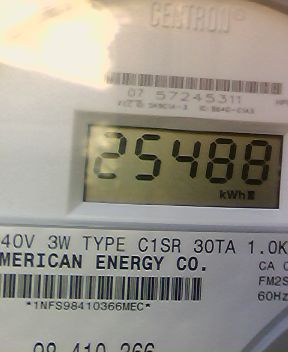 CENTRON®
07 57245311
25488
kWh
40V 3W TYPE C1SR 30TA 1.0K
MERICAN ENERGY CO.
CA 0
FM2S
60Hz
*1NFS98410366MEC*